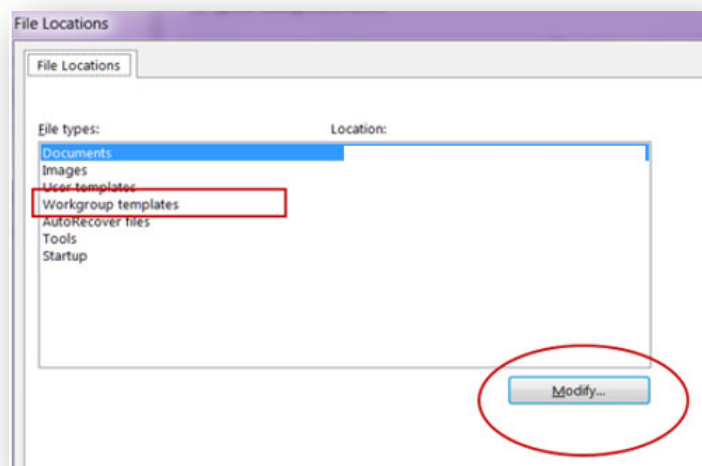 File Locations
File Locations
File types:
Location:
Documents
Images
User templates
Workgroup templates
AutoRecover files
Tools
Startup
Modify...